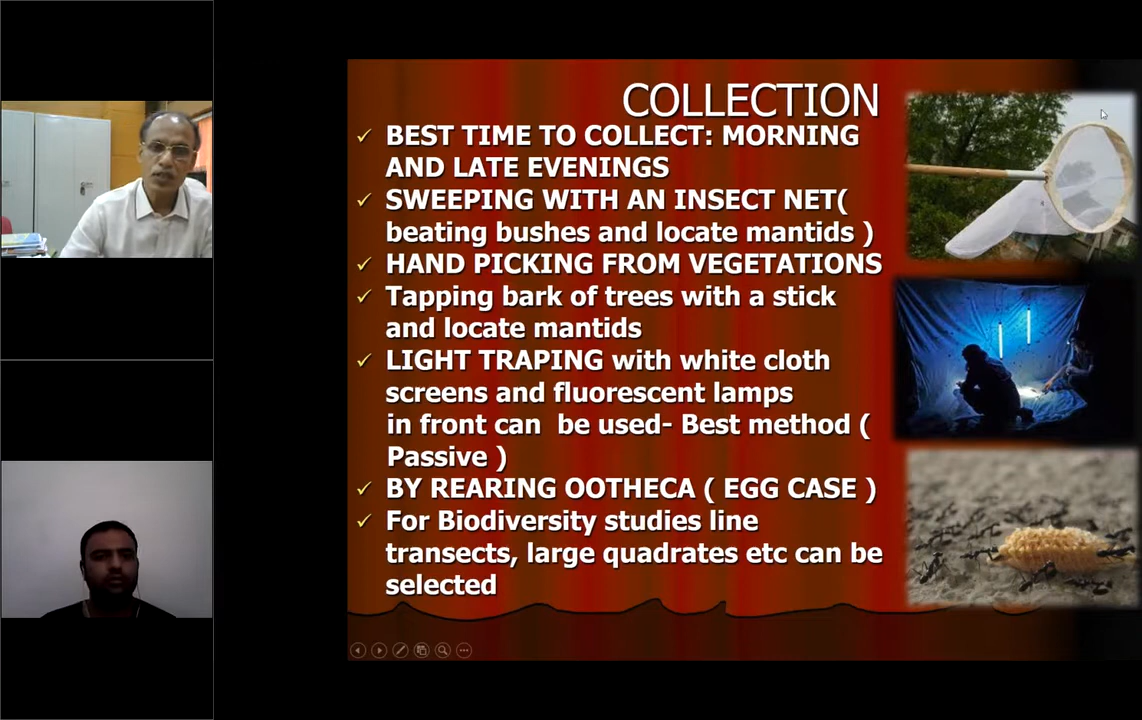 COLLECTION
BEST TIME TO COLLECT: MORNING
AND LATE EVENINGS
SWEEPING WITH AN INSECT NET(
beating bushes and locate mantids )
HAND PICKING FROM VEGETATIONS
Tapping bark of trees with a stick
and locate mantids
LIGHT TRAPING with white cloth
screens and fluorescent lamps
in front can  be used- Best method (
Passive )
BY REARING OOTHECA ( EGG CASE )
For Biodiversity studies line
transects, large quadrates etc can be
selected